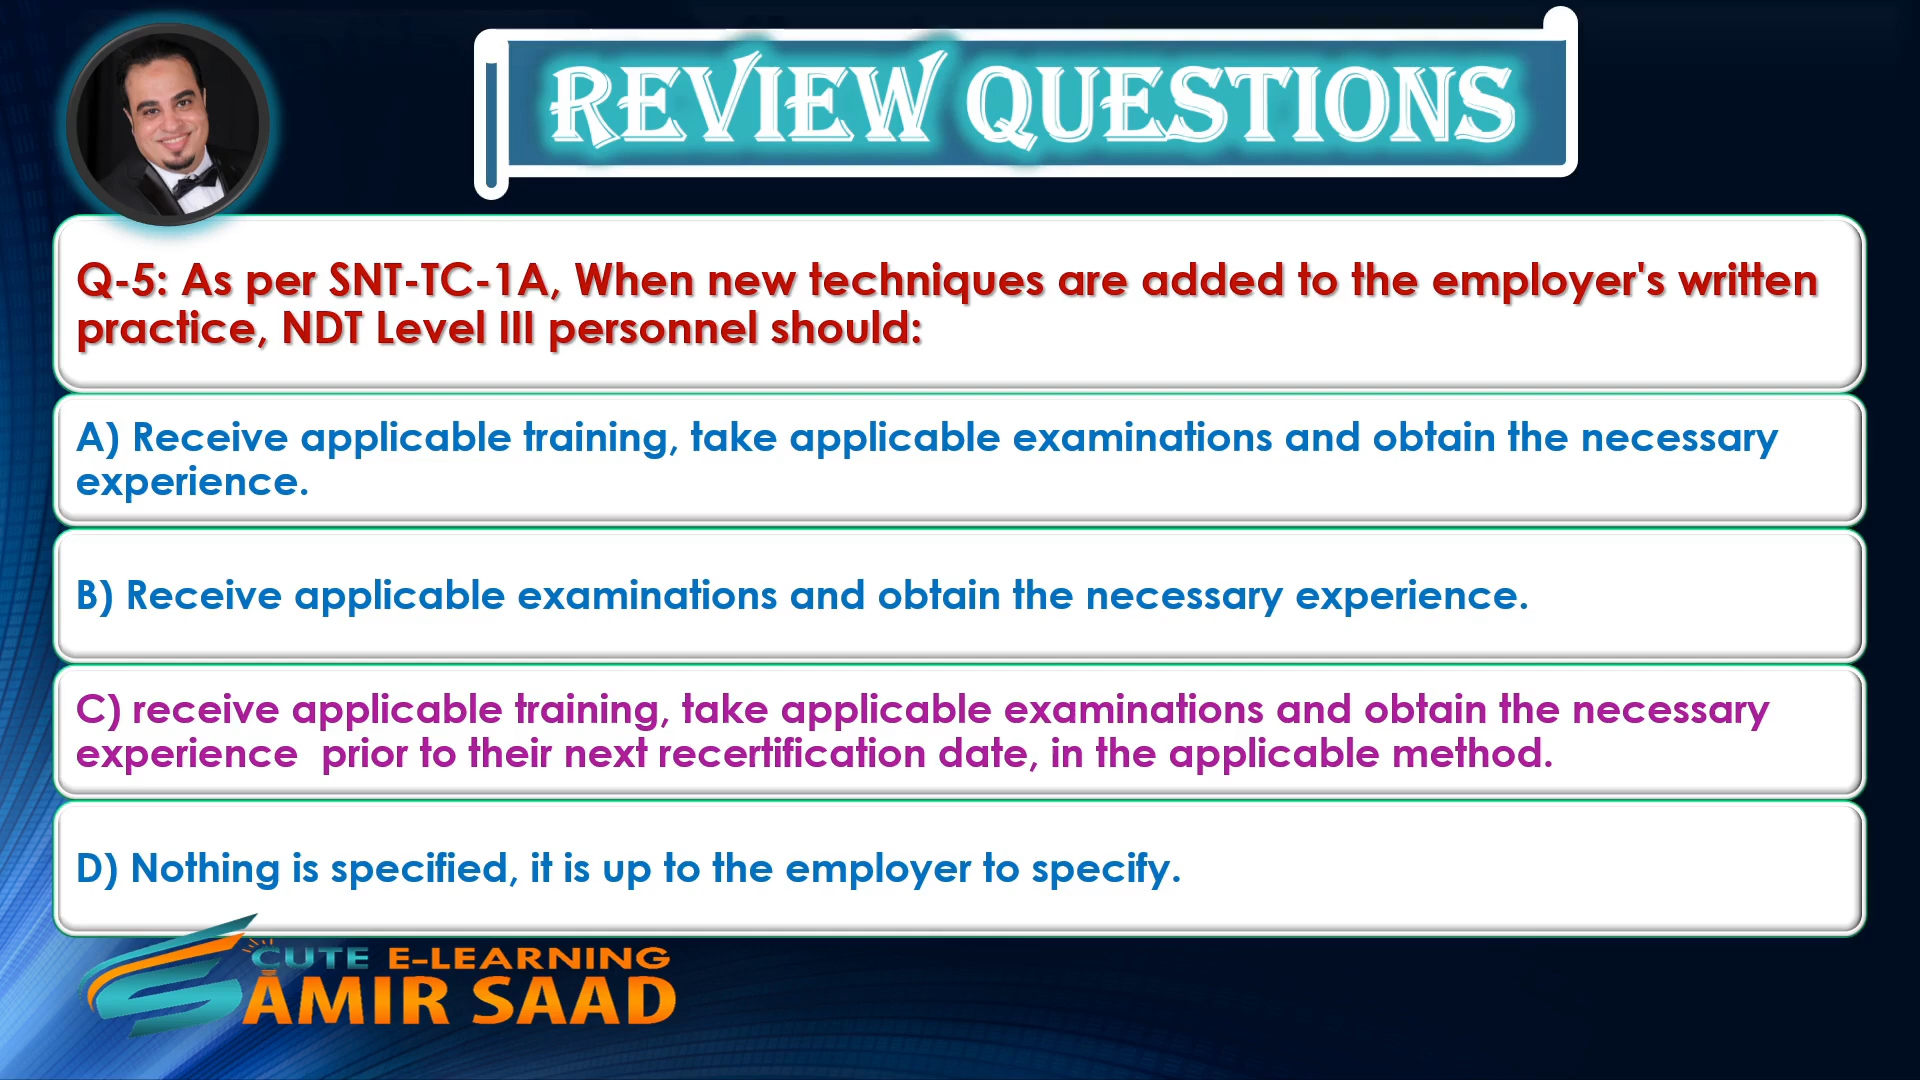 REVIEW QUESTIONS
Q-5: As per SNT-TC-1A, When new techniques are added to the employer's written
practice, NDT Level III personnel should:
A) Receive applicable training, take applicable examinations and obtain the necessary
experience.
B) Receive applicable examinations and obtain the necessary experience.
C) receive applicable training, take applicable examinations and obtain the necessary
experience  prior to their next recertification date, in the applicable method.
D) Nothing is specified, it is up to the employer to specify.
CUTE E-LEARNING
AMIR SAAD